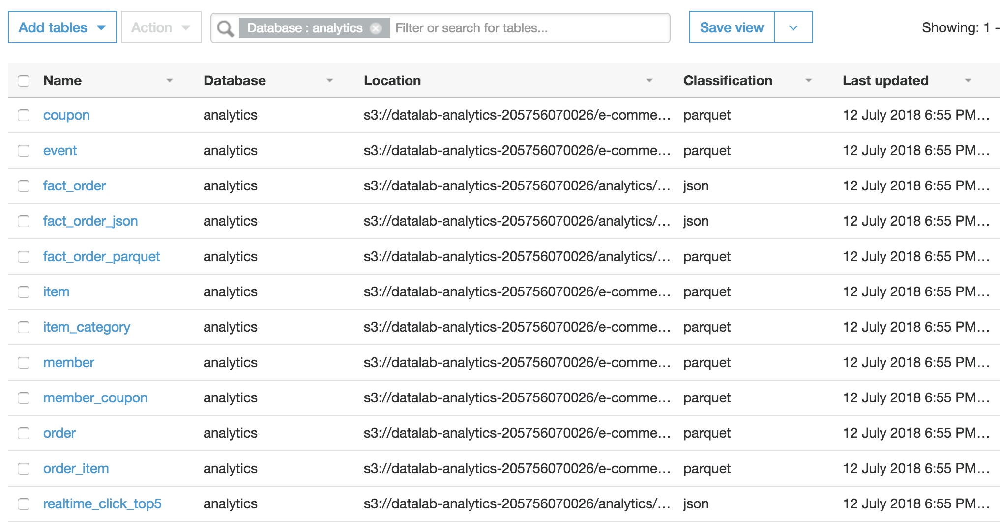 Add tables Action Database : analytics Filter or search for tables... Save view Showing: 1 -
Name Database Location Classification Last updated
coupon analytics s3://datalab-analytics-205756070026/e-comme… parquet 12 July 2018 6:55 PM…
event analytics s3://datalab-analytics-205756070026/e-comme… parquet 12 July 2018 6:55 PM…
fact_order analytics s3://datalab-analytics-205756070026/analytics/… json 12 July 2018 6:55 PM…
fact_order_json analytics s3://datalab-analytics-205756070026/analytics/… json 12 July 2018 6:55 PM…
fact_order_parquet analytics s3://datalab-analytics-205756070026/analytics/… parquet 12 July 2018 6:55 PM…
item analytics s3://datalab-analytics-205756070026/e-comme… parquet 12 July 2018 6:55 PM…
item_category analytics s3://datalab-analytics-205756070026/e-comme… parquet 12 July 2018 6:55 PM…
member analytics s3://datalab-analytics-205756070026/e-comme… parquet 12 July 2018 6:55 PM…
member_coupon analytics s3://datalab-analytics-205756070026/e-comme… parquet 12 July 2018 6:55 PM…
order analytics s3://datalab-analytics-205756070026/e-comme… parquet 12 July 2018 6:55 PM…
order_item analytics s3://datalab-analytics-205756070026/e-comme… parquet 12 July 2018 6:55 PM…
realtime_click_top5 analytics s3://datalab-analytics-205756070026/analytics/… json 12 July 2018 6:55 PM…